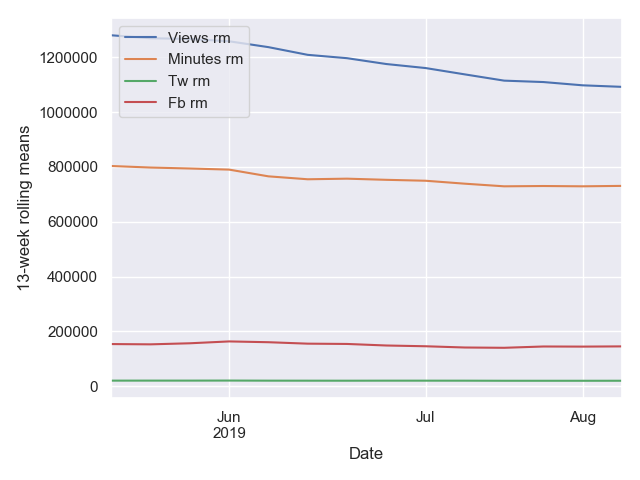 Views rm
Minutes rm
Tw rm
Fb rm
13-week rolling means
1200000
1000000
800000
600000
400000
200000
0
Jun
2019
Jul
Aug
Date